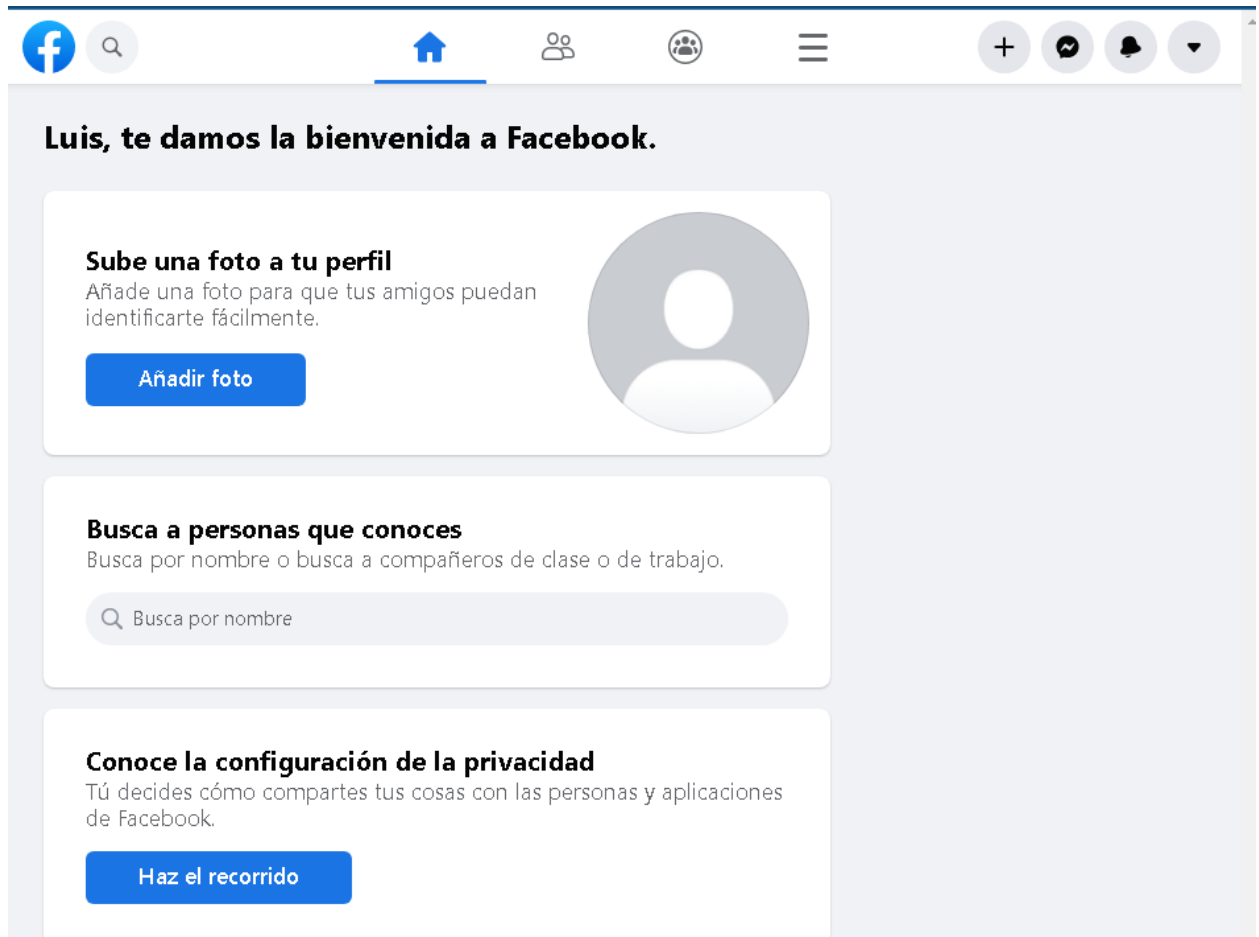 Luis, te damos la bienvenida a Facebook.
Sube una foto a tu perfil
Añade una foto para que tus amigos puedan
identificarte fácilmente.
Añadir foto
Busca a personas que conoces
Busca por nombre o busca a compañeros de clase o de trabajo.
Busca por nombre
Conoce la configuración de la privacidad
Tú decides cómo compartes tus cosas con las personas y aplicaciones
de Facebook.
Haz el recorrido